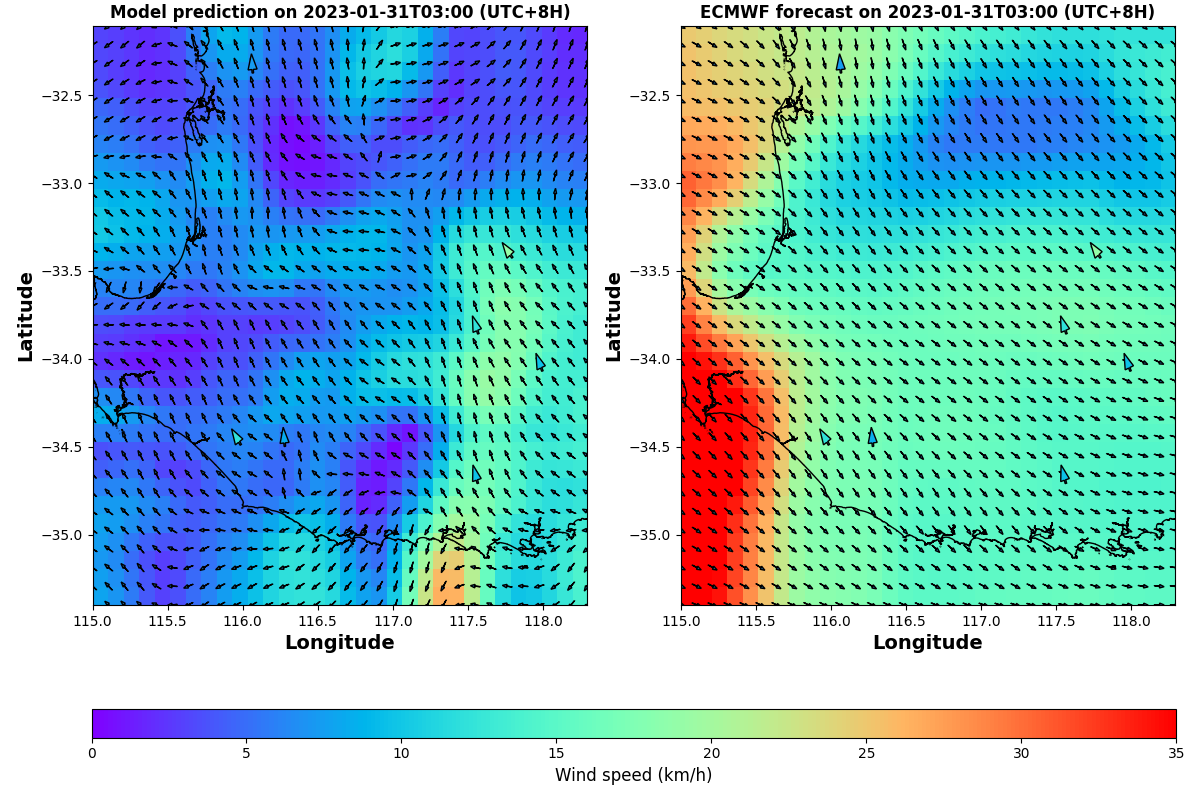 Model prediction on 2023-01-31T03:00 (UTC+8H)
ECMWF forecast on 2023-01-31T03:00 (UTC+8H)
Latitude
−32.5
−33.0
−33.5
−34.0
−34.5
−35.0
115.0 115.5 116.0 116.5 117.0 117.5 118.0
Longitude
Latitude
−32.5
−33.0
−33.5
−34.0
−34.5
−35.0
115.0 115.5 116.0 116.5 117.0 117.5 118.0
Longitude
0 5 10 15 20 25 30 35
Wind speed (km/h)